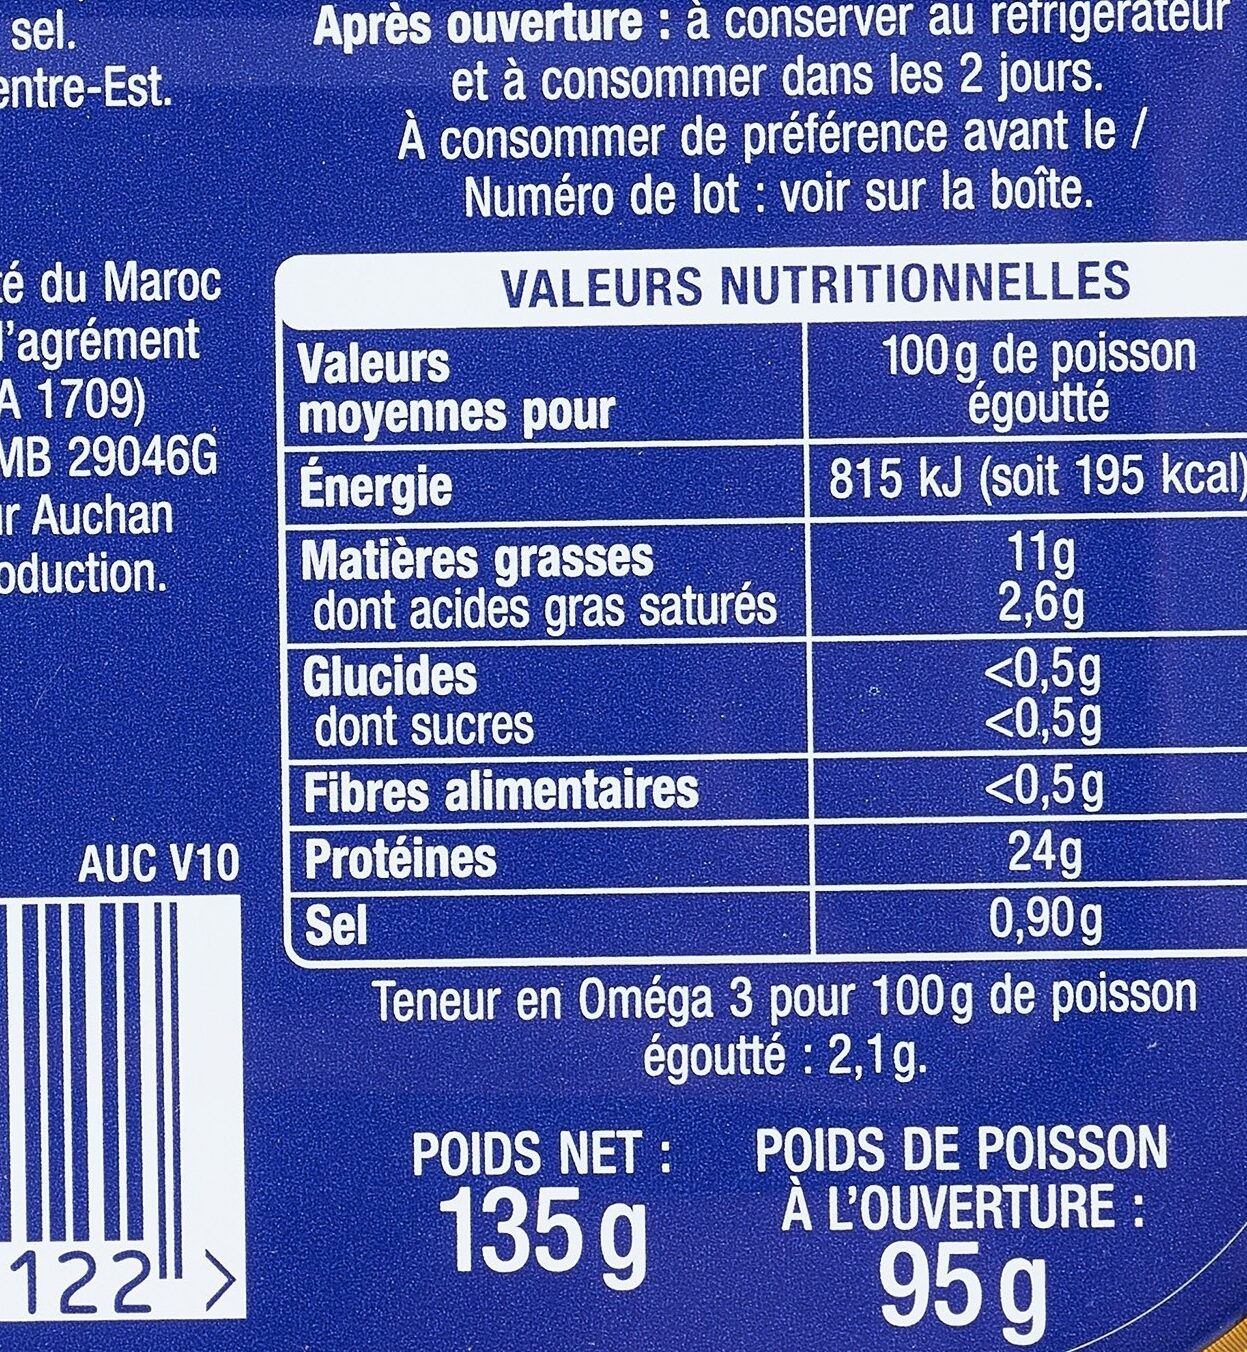 sel.
entre-Est.
Après ouverture : à conserver au réfrigérateur
et à consommer dans les 2 jours.
À consommer de préférence avant le /
Numéro de lot : voir sur la boîte.
té du Maroc
l'agrément
A 1709)
MB 29046G
ur Auchan
oduction.
AUC V10
122 >
VALEURS NUTRITIONNELLES
Valeurs
moyennes pour
100 g de poisson
égoutté
Énergie
815 kJ (soit 195 kcal)
Matières grasses
dont acides gras saturés
11g
2,6g
Glucides
dont sucres
<0,5g
<0,5g
Fibres alimentaires
<0,5g
Protéines
24g
Sel
0,90g
Teneur en Oméga 3 pour 100g de poisson
égoutté : 2,1g.
POIDS NET :
135g
POIDS DE POISSON
À L'OUVERTURE :
95g